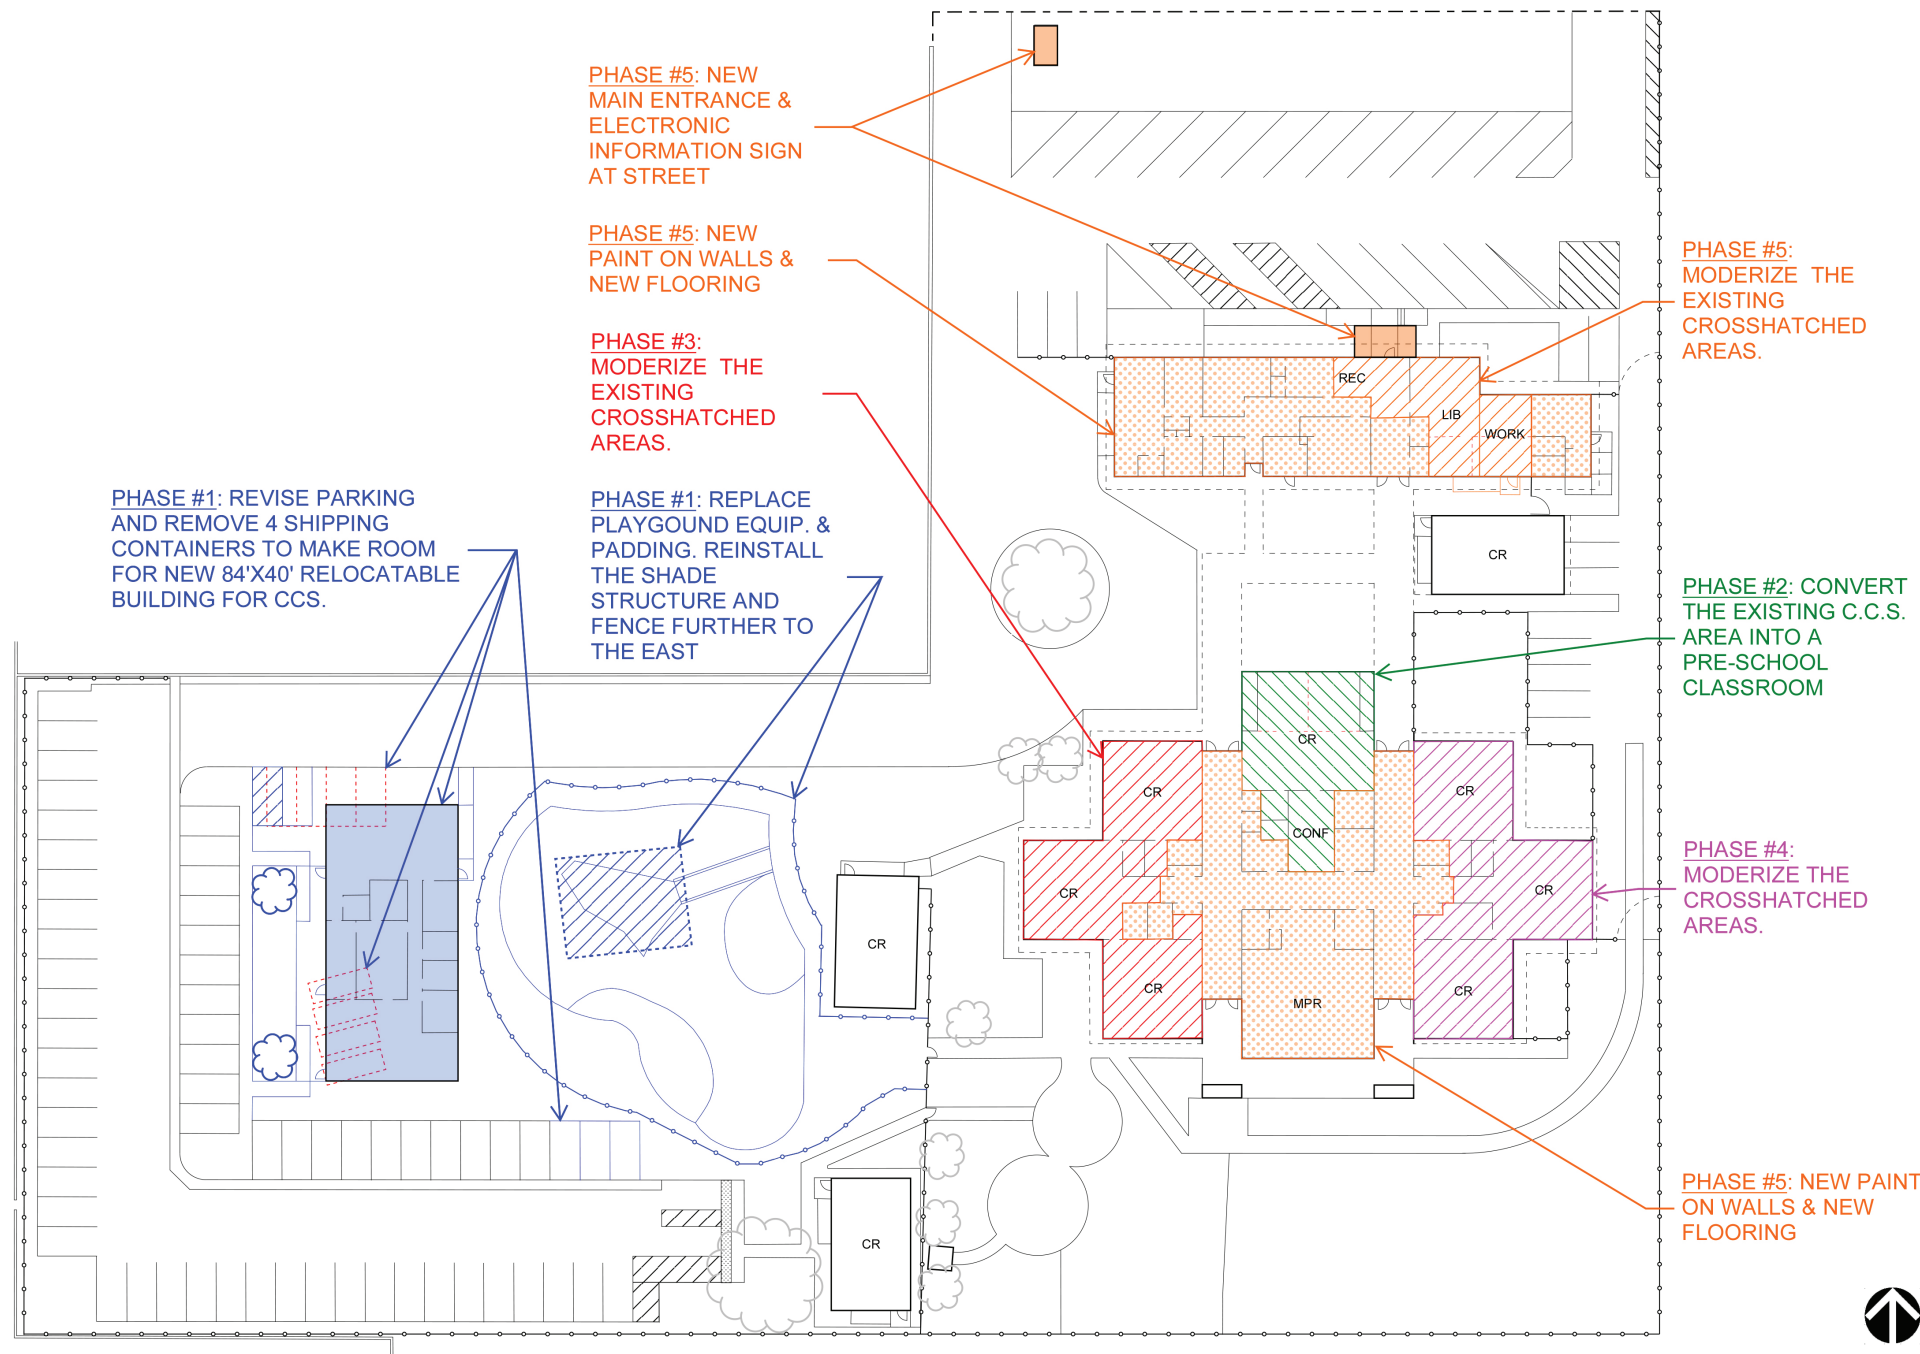 PHASE #5: NEW
MAIN ENTRANCE &
ELECTRONIC
INFORMATION SIGN
AT STREET
PHASE #5: NEW
PAINT ON WALLS &
NEW FLOORING
PHASE #5:
MODERIZE THE
EXISTING
CROSSHATCHED
AREAS.
PHASE #3:
MODERIZE THE
EXISTING
CROSSHATCHED
AREAS.
REC
LIB
WORK
PHASE #1: REVISE PARKING
AND REMOVE 4 SHIPPING
CONTAINERS TO MAKE ROOM
FOR NEW 84'X40' RELOCATABLE
BUILDING FOR CCS.
PHASE #1: REPLACE
PLAYGOUND EQUIP. &
PADDING. REINSTALL
THE SHADE
STRUCTURE AND
FENCE FURTHER TO
THE EAST
CR
PHASE #2: CONVERT
THE EXISTING C.C.S.
AREA INTO A
PRE-SCHOOL
CLASSROOM
CR
CR
CR
CONF
CR
CR
CR
CR
CR
CR
MPR
PHASE #4:
MODERIZE THE
CROSSHATCHED
AREAS.
PHASE #5: NEW PAINT
ON WALLS & NEW
FLOORING